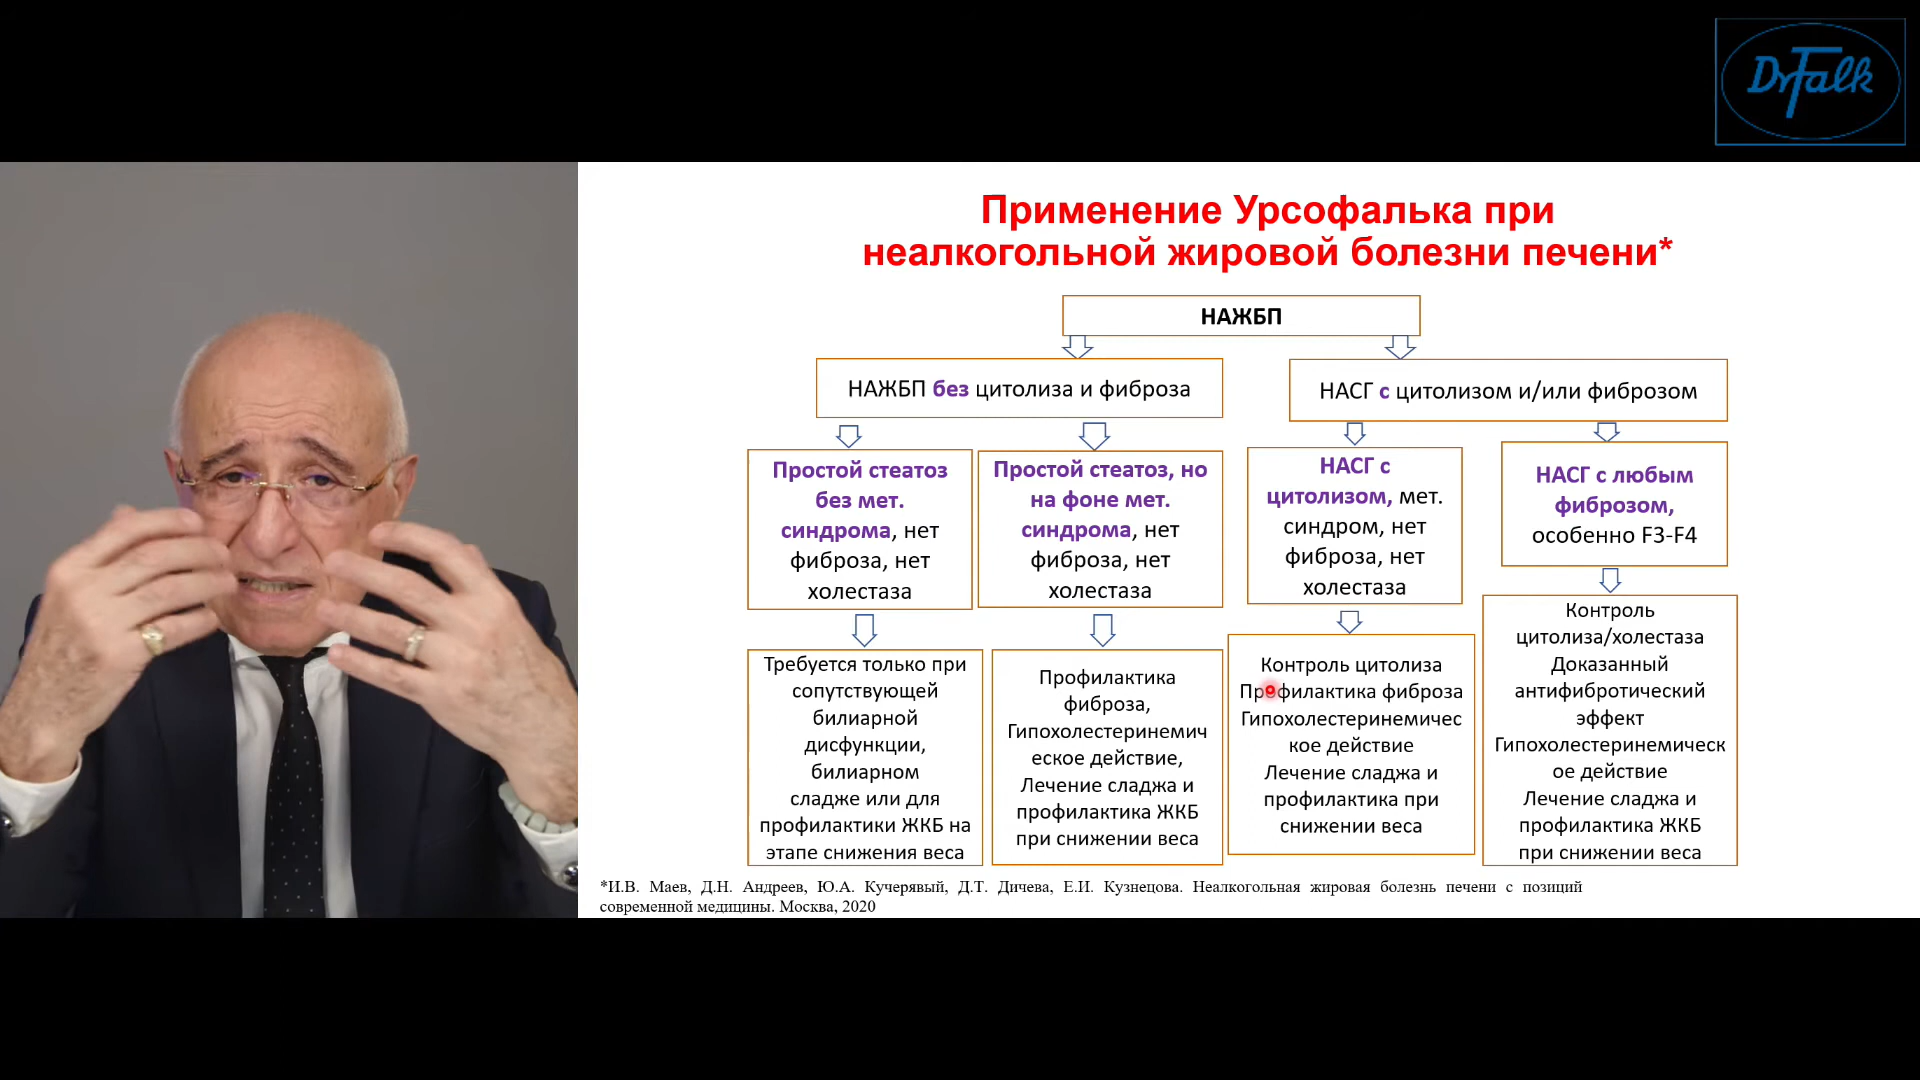 Dr Falk
Применение Урсофалька при
неалкогольной жировой болезни печени*
НАЖБП
НАЖБП без цитолиза и фиброза
НАСГ с цитолизом и/или фиброзом
Простой стеатоз
без мет.
синдрома, нет
фиброза, нет
холестаза
Простой стеатоз, но
на фоне мет.
синдрома, нет
фиброза, нет
холестаза
НАСГ с
цитолизом, мет.
синдром, нет
фиброза, нет
холестаза
НАСГ с любым
фиброзом,
особенно F3-F4
Требуется только при
сопутствующей
билиарной
дисфункции,
билиарном
сладже или для
профилактики ЖКБ на
этапе снижения веса
Профилактика
фиброза,
Гипохолестеринемич
еское действие,
Лечение сладжа и
профилактика ЖКБ
при снижении веса
Контроль цитолиза
Профилактика фиброза
Гипохолестеринемичес
кое действие
Лечение сладжа и
профилактика при
снижении веса
Контроль
цитолиза/холестаза
Доказанный
антифибротический
эффект
Гипохолестеринемическ
ое действие
Лечение сладжа и
профилактика ЖКБ
при снижении веса
*И.В. Маев, Д.Н. Андреев, Ю.А. Кучерявый, Д.Т. Дичева, Е.И. Кузнецова. Неалкогольная жировая болезнь печени с позиций
современной медицины. Москва, 2020